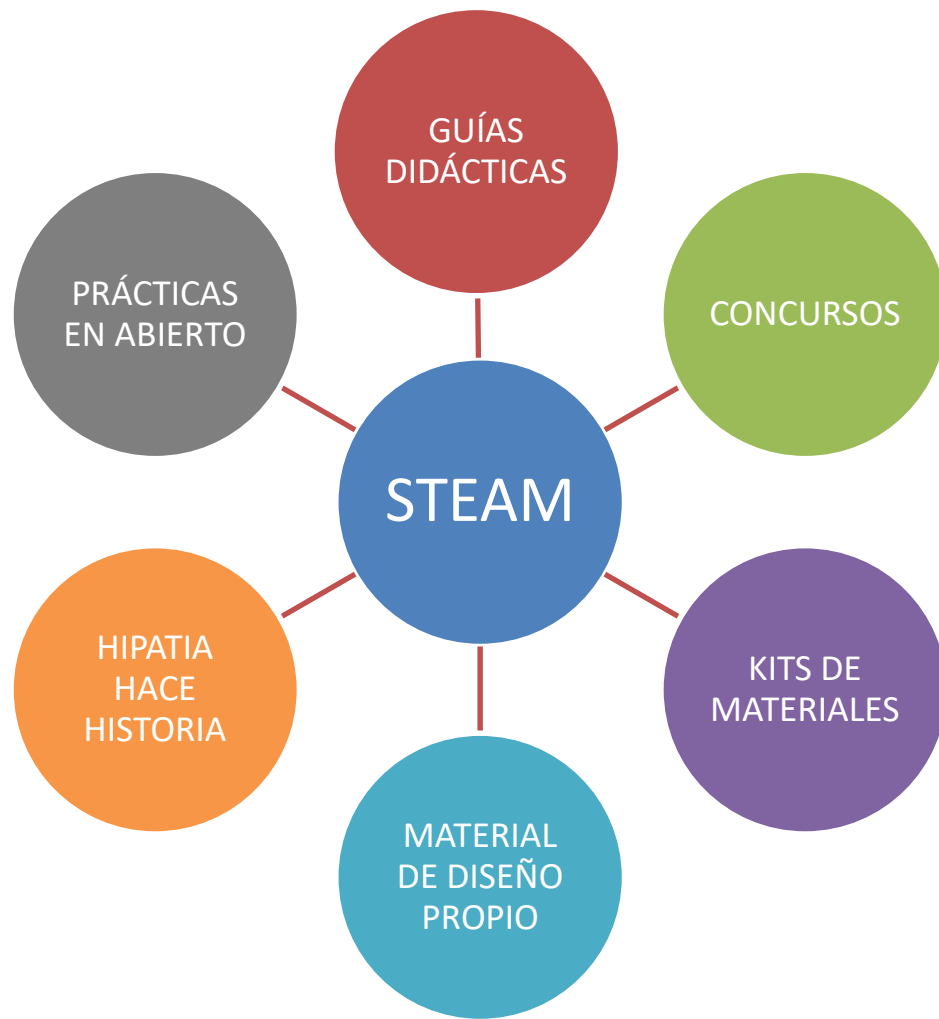 GUÍAS
DIDÁCTICAS
CONCURSOS
KITS DE
MATERIALES
MATERIAL
DE DISEÑO
PROPIO
HIPATIA
HACE
HISTORIA
PRÁCTICAS
EN ABIERTO
STEAM